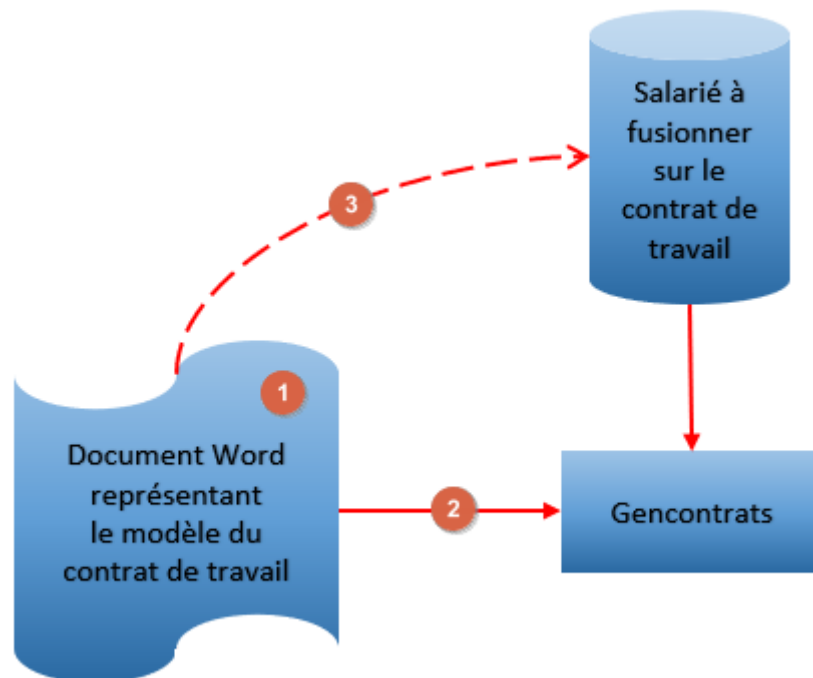 Salarié à
fusionner
sur le
contrat de
travail
3
1
Document Word
représentant
le modèle du
contrat de travail
2
Gencontrats